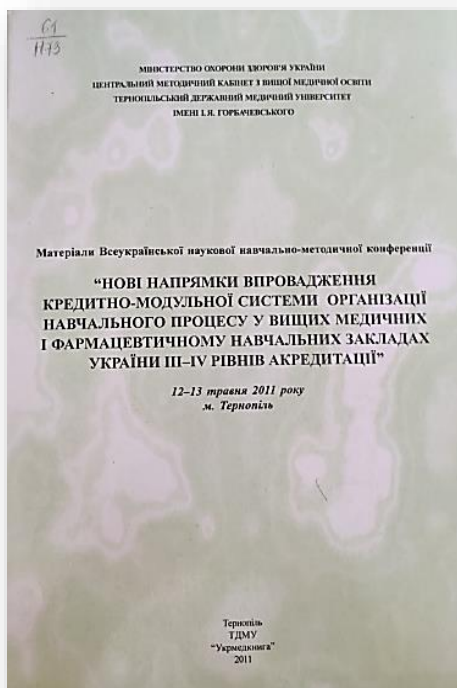 61
Н73
МІНІСТЕРСТВО ОХОРОНИ ЗДОРОВ'Я УКРАЇНИ
ЦЕНТРАЛЬНИЙ МЕТОДИЧНИЙ КАБІНЕТ З ВИЩОЇ МЕДИЧНОЇ ОСВІТИ
ТЕРНОПІЛЬСЬКИЙ ДЕРЖАВНИЙ МЕДИЧНИЙ УНІВЕРСИТЕТ
ІМЕНІ І.Я. ГОРБАЧЕВСЬКОГО
Матеріали Всеукраїнської наукової навчально-методичної конференції
“НОВІ НАПРЯМКИ ВПРОВАДЖЕННЯ
КРЕДИТНО-МОДУЛЬНОЇ СИСТЕМИ ОРГАНІЗАЦІЇ
НАВЧАЛЬНОГО ПРОЦЕСУ У ВИЩИХ МЕДИЧНИХ
І ФАРМАЦЕВТИЧНОМУ НАВЧАЛЬНИХ ЗАКЛАДАХ
УКРАЇНИ III–IV РІВНІВ АКРЕДИТАЦІЇ”
12–13 травня 2011 року
м. Тернопіль
Тернопіль
ТДМУ
“Укрмедкнига”
2011